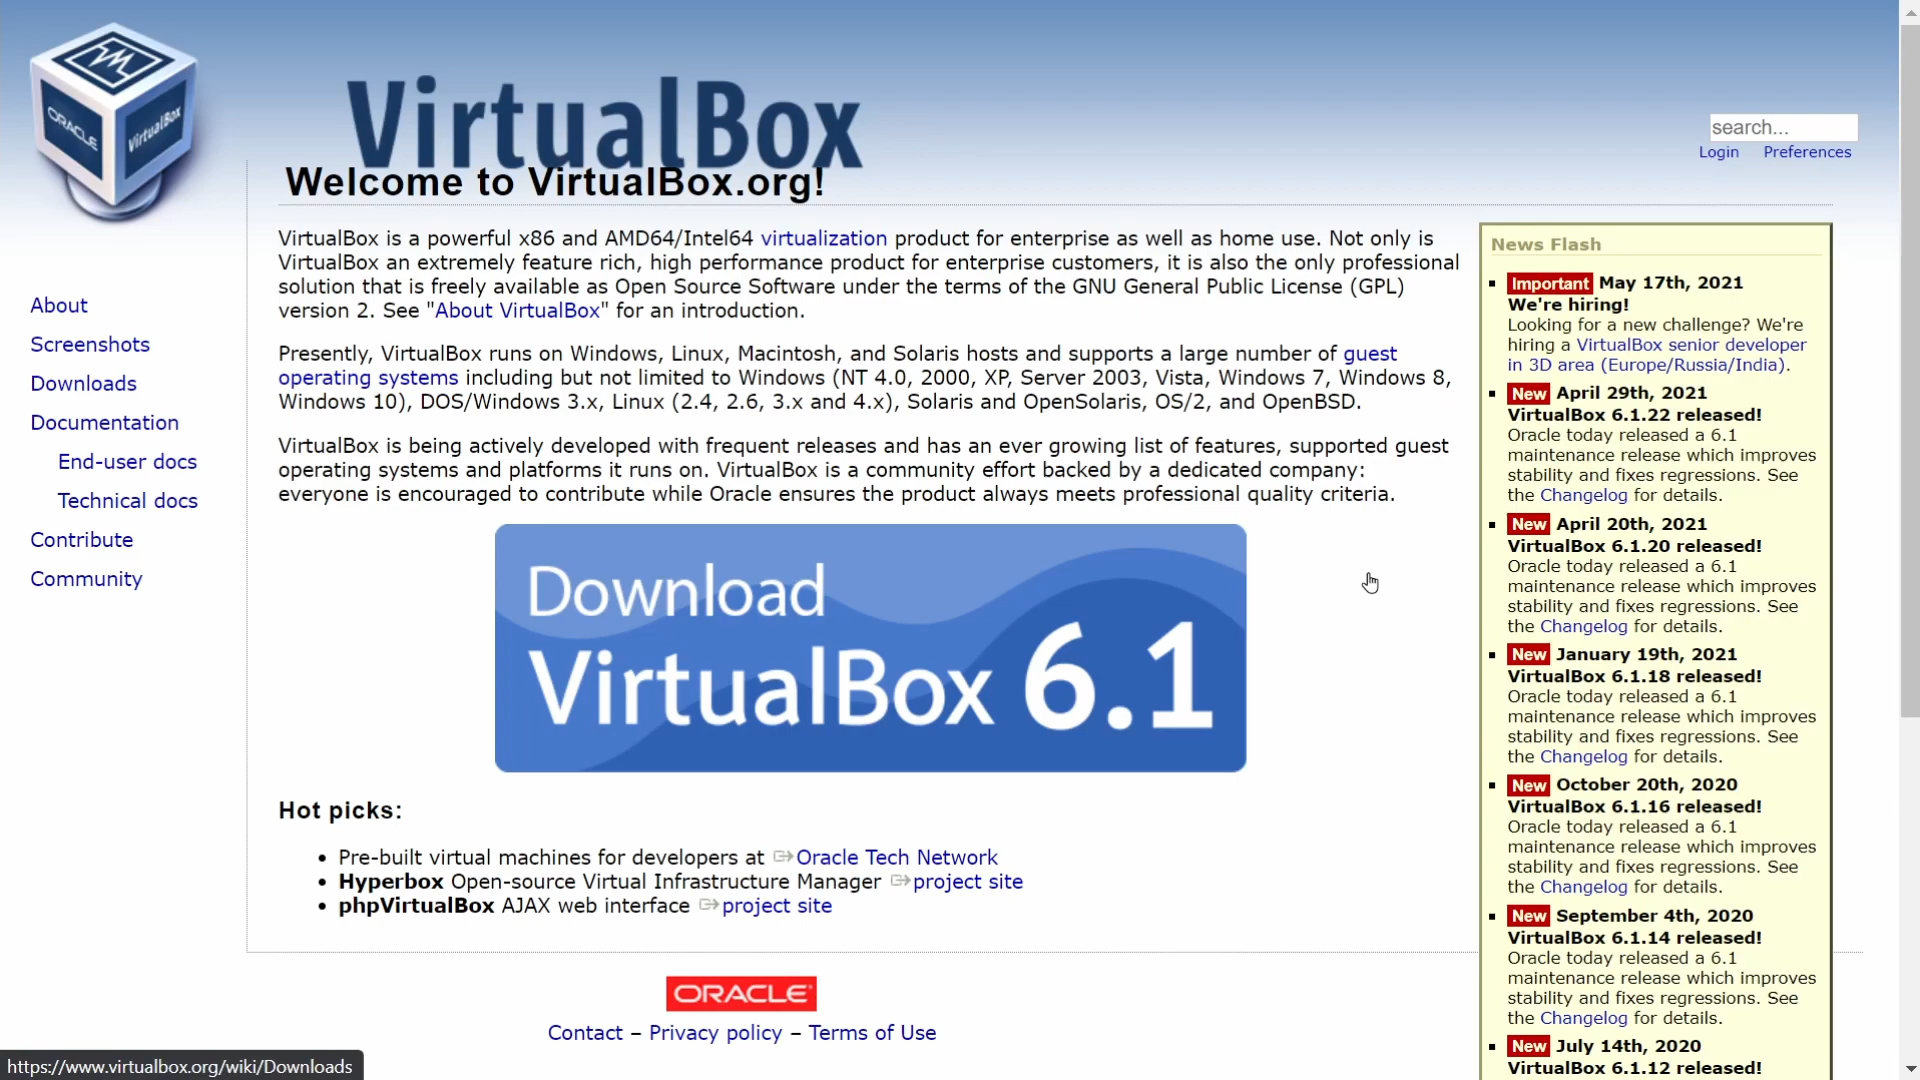 ORACLE
VirtualBox
VirtualBox
search...
Login Preferences
Welcome to VirtualBox.org!
VirtualBox is a powerful x86 and AMD64/Intel64 virtualization product for enterprise as well as home use. Not only is
VirtualBox an extremely feature rich, high performance product for enterprise customers, it is also the only professional
solution that is freely available as Open Source Software under the terms of the GNU General Public License (GPL)
version 2. See "About VirtualBox" for an introduction.
Presently, VirtualBox runs on Windows, Linux, Macintosh, and Solaris hosts and supports a large number of guest
operating systems including but not limited to Windows (NT 4.0, 2000, XP, Server 2003, Vista, Windows 7, Windows 8,
Windows 10), DOS/Windows 3.x, Linux (2.4, 2.6, 3.x and 4.x), Solaris and OpenSolaris, OS/2, and OpenBSD.
VirtualBox is being actively developed with frequent releases and has an ever growing list of features, supported guest
operating systems and platforms it runs on. VirtualBox is a community effort backed by a dedicated company:
everyone is encouraged to contribute while Oracle ensures the product always meets professional quality criteria.
About
Screenshots
Downloads
Documentation
End-user docs
Technical docs
Contribute
Community
Download
VirtualBox 6.1
Hot picks:
• Pre-built virtual machines for developers at Oracle Tech Network
• Hyperbox Open-source Virtual Infrastructure Manager project site
• phpVirtualBox AJAX web interface project site
News Flash
Important May 17th, 2021
We're hiring!
Looking for a new challenge? We're
hiring a VirtualBox senior developer
in 3D area (Europe/Russia/India).
New April 29th, 2021
VirtualBox 6.1.22 released!
Oracle today released a 6.1
maintenance release which improves
stability and fixes regressions. See
the Changelog for details.
New April 20th, 2021
VirtualBox 6.1.20 released!
Oracle today released a 6.1
maintenance release which improves
stability and fixes regressions. See
the Changelog for details.
New January 19th, 2021
VirtualBox 6.1.18 released!
Oracle today released a 6.1
maintenance release which improves
stability and fixes regressions. See
the Changelog for details.
New October 20th, 2020
VirtualBox 6.1.16 released!
Oracle today released a 6.1
maintenance release which improves
stability and fixes regressions. See
the Changelog for details.
New September 4th, 2020
VirtualBox 6.1.14 released!
Oracle today released a 6.1
maintenance release which improves
stability and fixes regressions. See
the Changelog for details.
New July 14th, 2020
VirtualBox 6.1.12 released!
ORACLE
Contact – Privacy policy – Terms of Use
https://www.virtualbox.org/wiki/Downloads